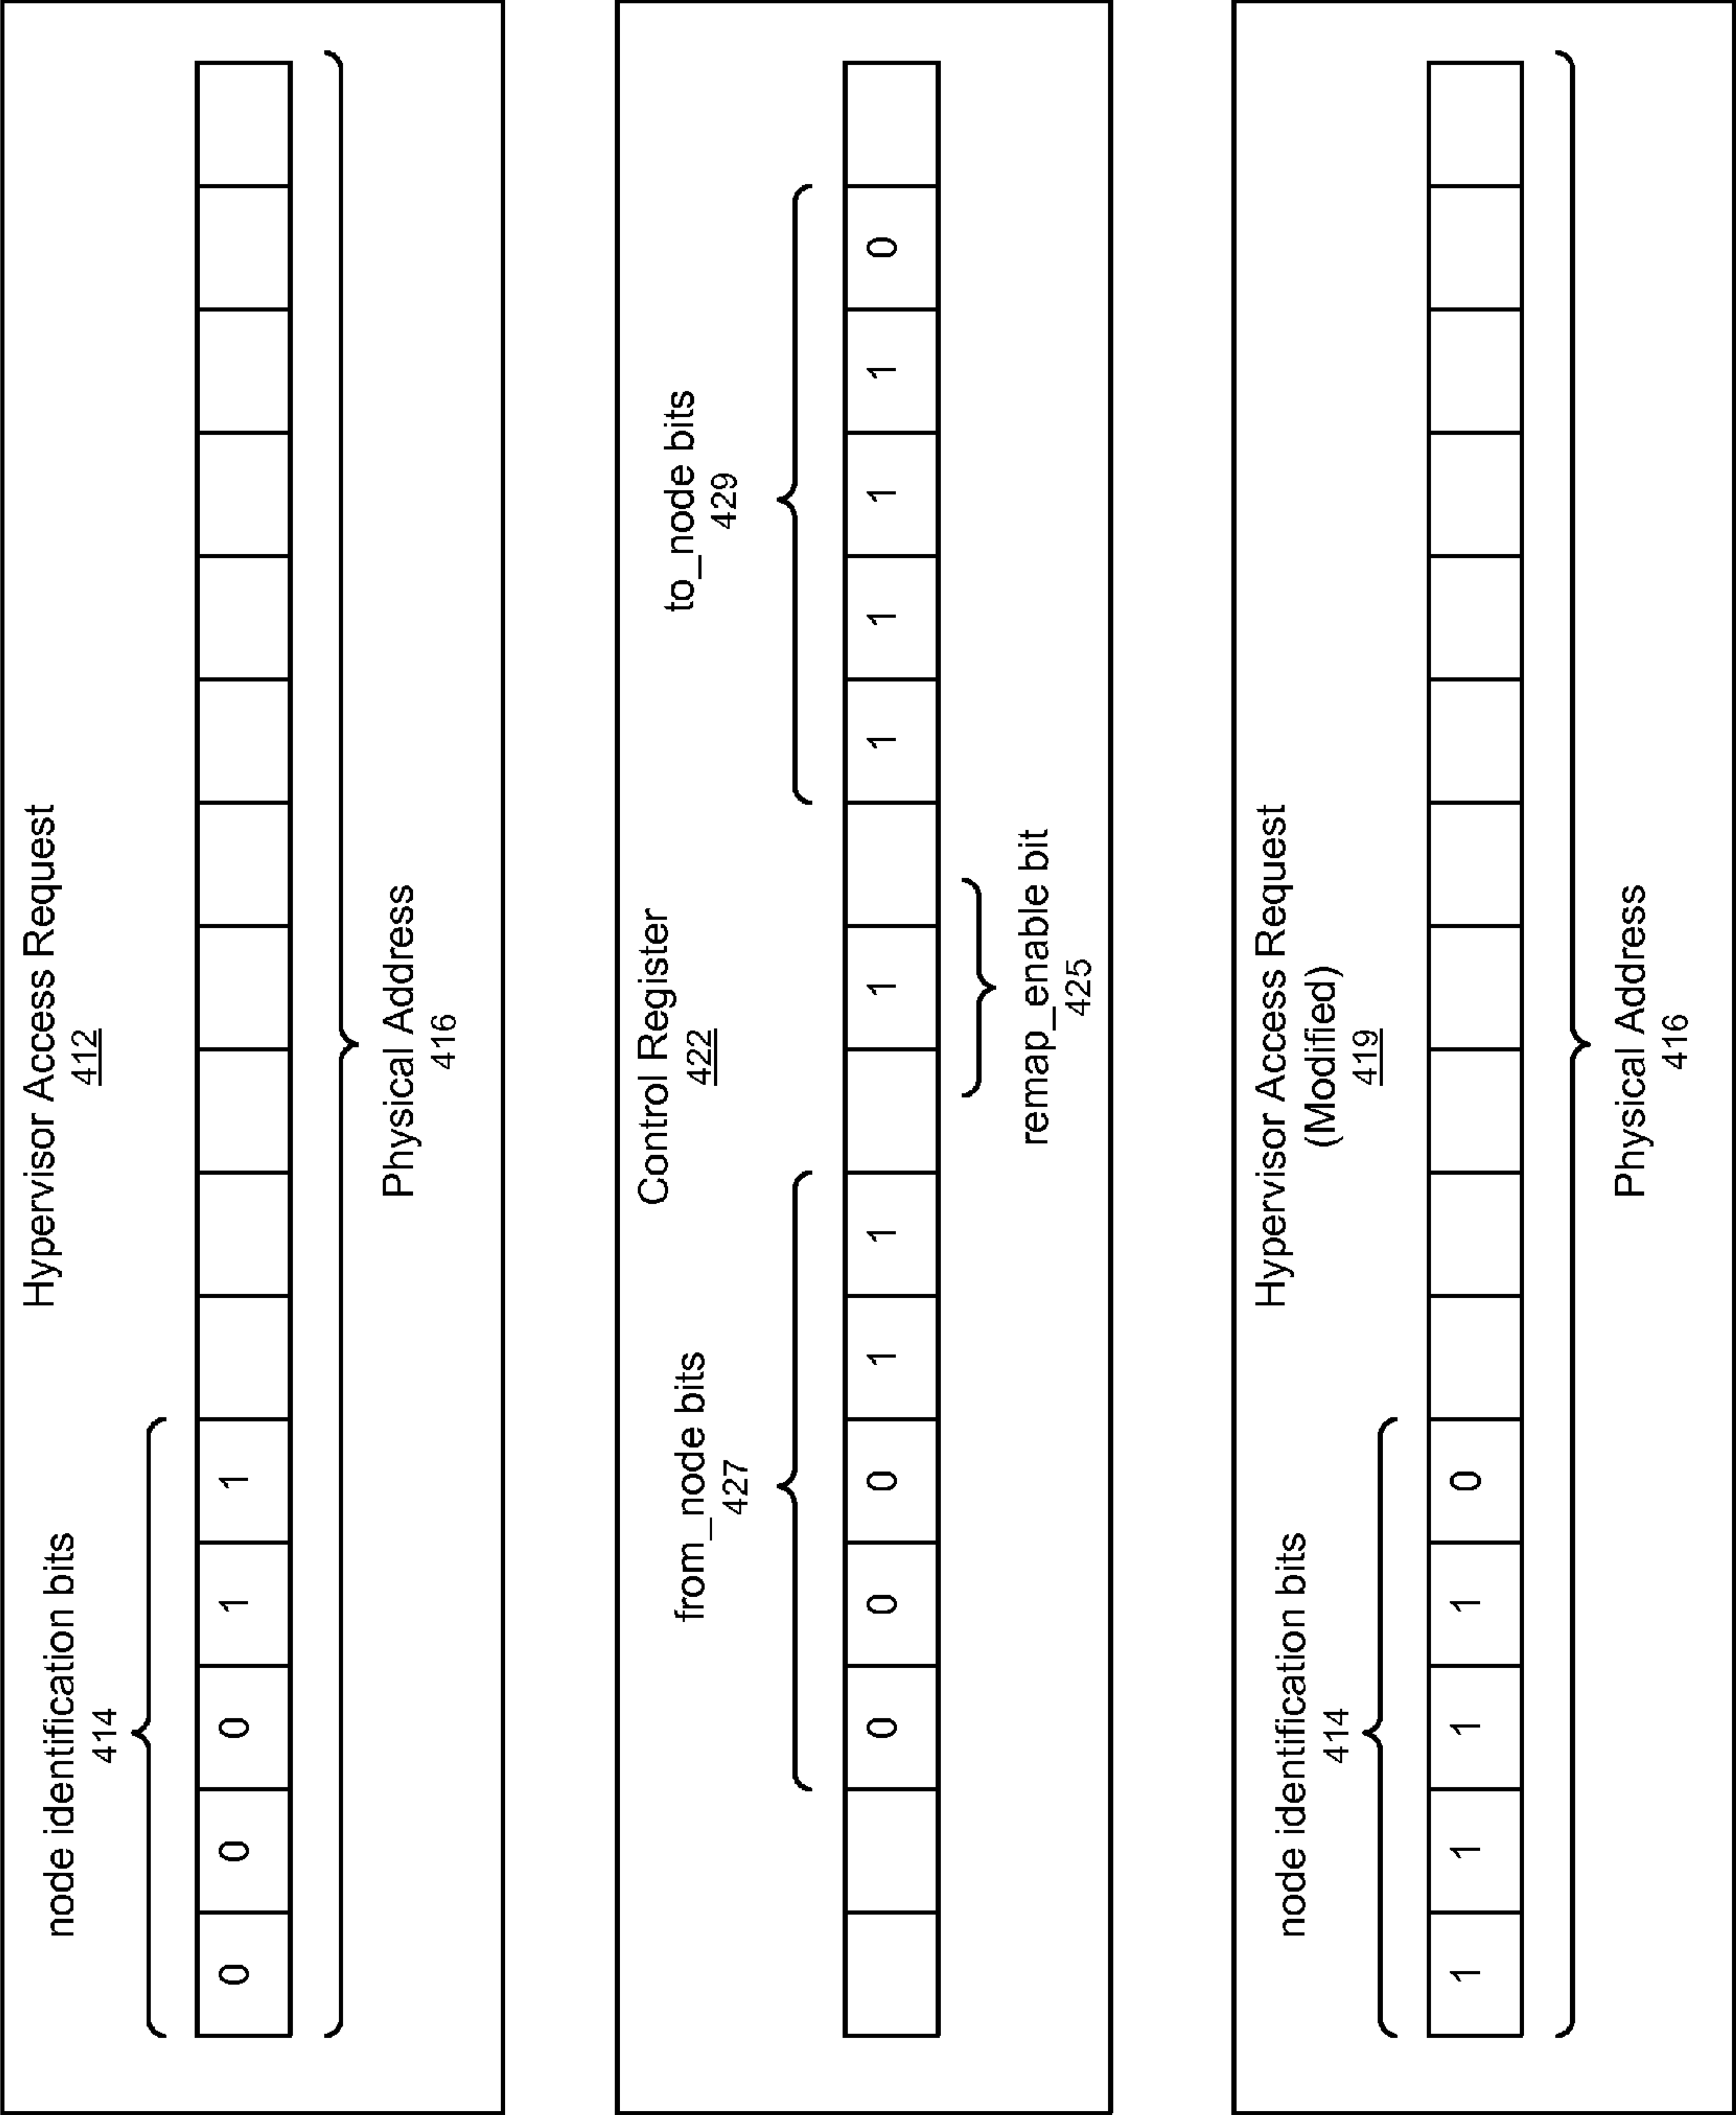 Hypervisor Access Request
412
node identification bits
414
0 0 0 1 1
Physical Address
416
Control Register
422
from_node bits
427
to_node bits
429
0 0 0 1 1 1 1 1 1 1 0
remap_enable bit
425
Hypervisor Access Request
(Modified)
419
node identification bits
414
1 1 1 1 0
Physical Address
416